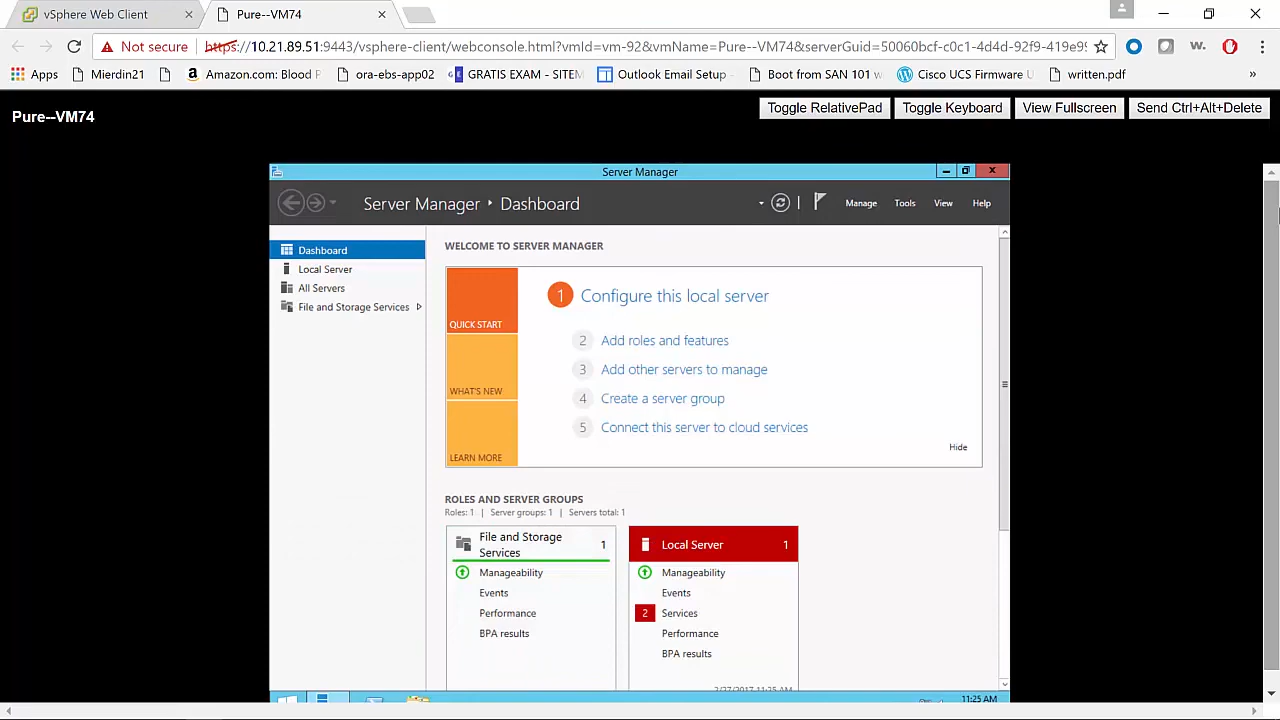 vSphere Web Client
Pure--VM74
Not secure https://10.21.89.51:9443/vsphere-client/webconsole.html?vmId=vm-92&vmName=Pure--VM74&serverGuid=50060bcf-c0c1-4d4d-92f9-419e9
Apps Mierdin21 Amazon.com: Blood P ora-ebs-app02 GRATIS EXAM - SITEM Outlook Email Setup - Boot from SAN 101 w Cisco UCS Firmware U written.pdf »
Pure--VM74
Toggle RelativePad Toggle Keyboard View Fullscreen Send Ctrl+Alt+Delete
Server Manager
Server Manager Dashboard
Manage Tools View Help
Dashboard
Local Server
All Servers
File and Storage Services
WELCOME TO SERVER MANAGER
QUICK START
WHAT'S NEW
LEARN MORE
1 Configure this local server
2 Add roles and features
3 Add other servers to manage
4 Create a server group
5 Connect this server to cloud services
Hide
ROLES AND SERVER GROUPS
Roles: 1 | Server groups: 1 | Servers total: 1
File and Storage
Services
1
Manageability
Events
Performance
BPA results
Local Server 1
Manageability
Events
2 Services
Performance
BPA results
2/27/2017 11:25 AM
11:25 AM